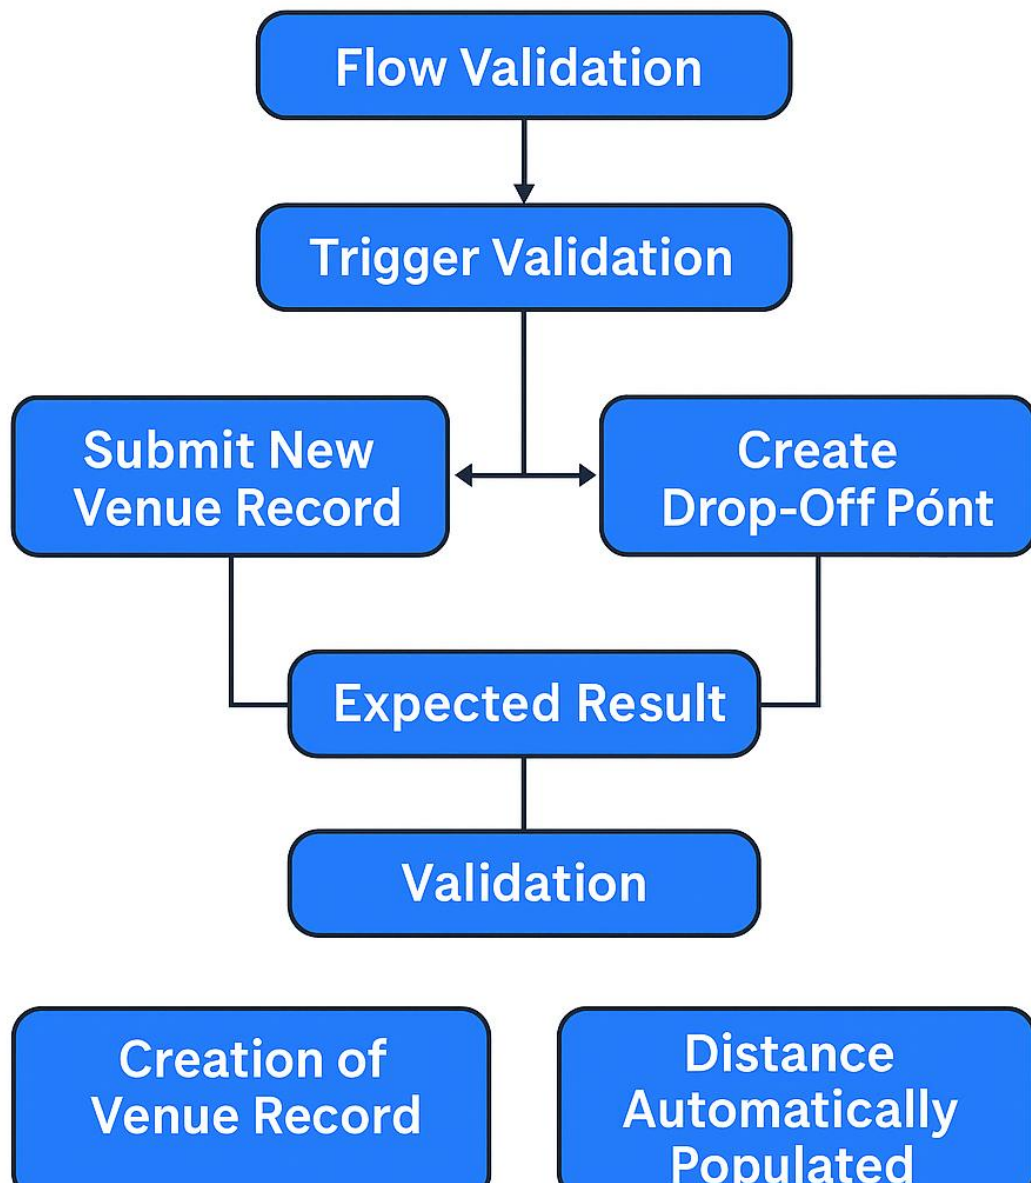 Flow Validation
Trigger Validation
Submit New
Venue Record
Create
Drop-Off Pónt
Expected Result
Validation
Creation of
Venue Record
Distance
Automatically
Populated